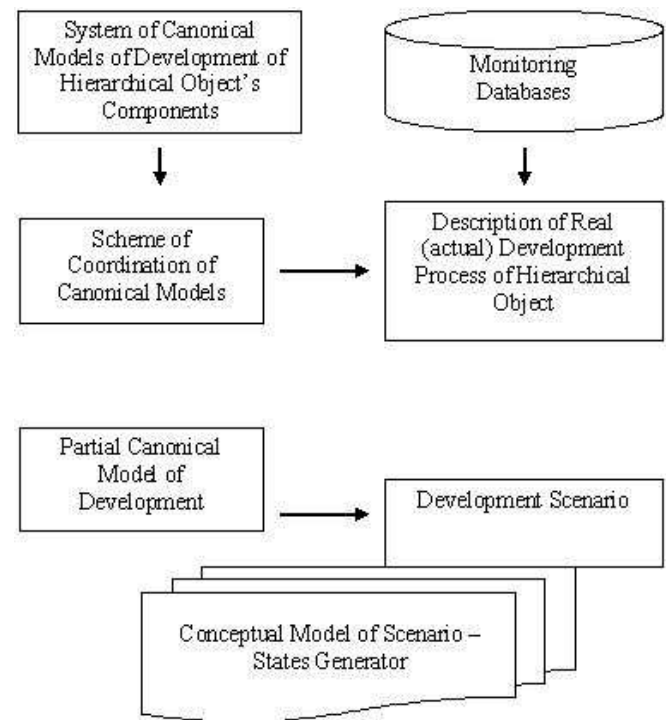 System of Canonical
Models of Development of
Hierarchical Object's
Components
Monitoring
Databases
Scheme of
Coordination of
Canonical Models
Description of Real
(actual) Development
Process of Hierarchical
Object
Partial Canonical
Model of
Development
Development Scenario
Conceptual Model of Scenario –
States Generator